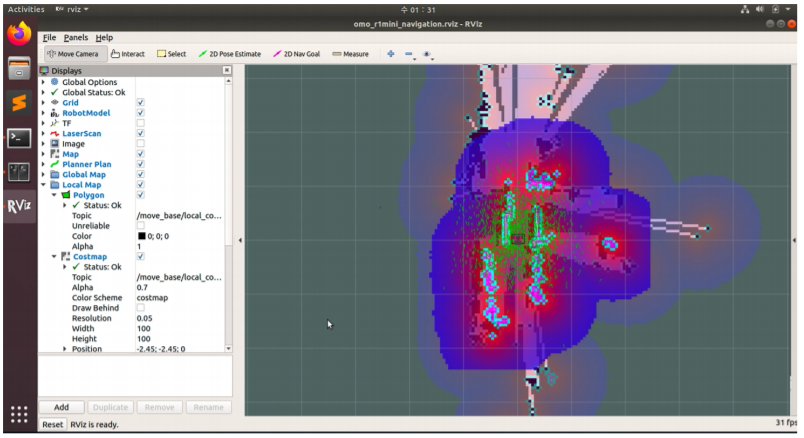 Activities
rviz
수 01 : 31
omo_r1mini_navigation.rviz - RViz
File Panels Help
Move Camera Interact Select 2D Pose Estimate 2D Nav Goal Measure
Displays
Global Options
Global Status: Ok
Grid
RobotModel
TF
LaserScan
Image
Map
Planner Plan
Global Map
Local Map
Polygon
Status: Ok
Topic /move_base/local_co...
Unreliable
Color 0; 0; 0
Alpha 1
Costmap
Status: Ok
Topic /move_base/local_co...
Alpha 0.7
Color Scheme costmap
Draw Behind
Resolution 0.05
Width 100
Height 100
Position -2.45; -2.45; 0
Add Duplicate Remove Rename
Reset RViz is ready.
31 fps
RViz